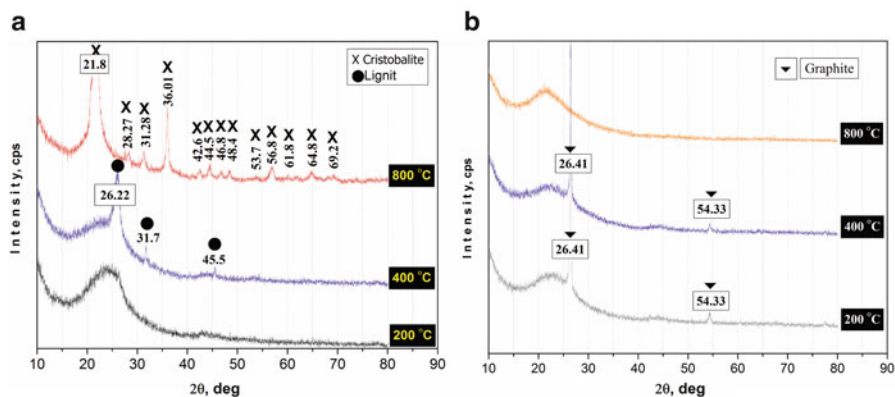 a
X Cristobalite
● Lignit
X
21.8
X
28.27
X
31.28
X
36.01
X
42.6
X
44.5
X
46.8
X
48.4
X
53.7
X
56.8
X
61.8
X
64.8
X
69.2
800 °C
26.22
31.7
45.5
400 °C
200 °C
Intensity, cps
10 20 30 40 50 60 70 80 90
2θ, deg
b
▼ Graphite
800 °C
26.41
54.33
400 °C
26.41
54.33
200 °C
Intensity, cps
10 20 30 40 50 60 70 80 90
2θ, deg